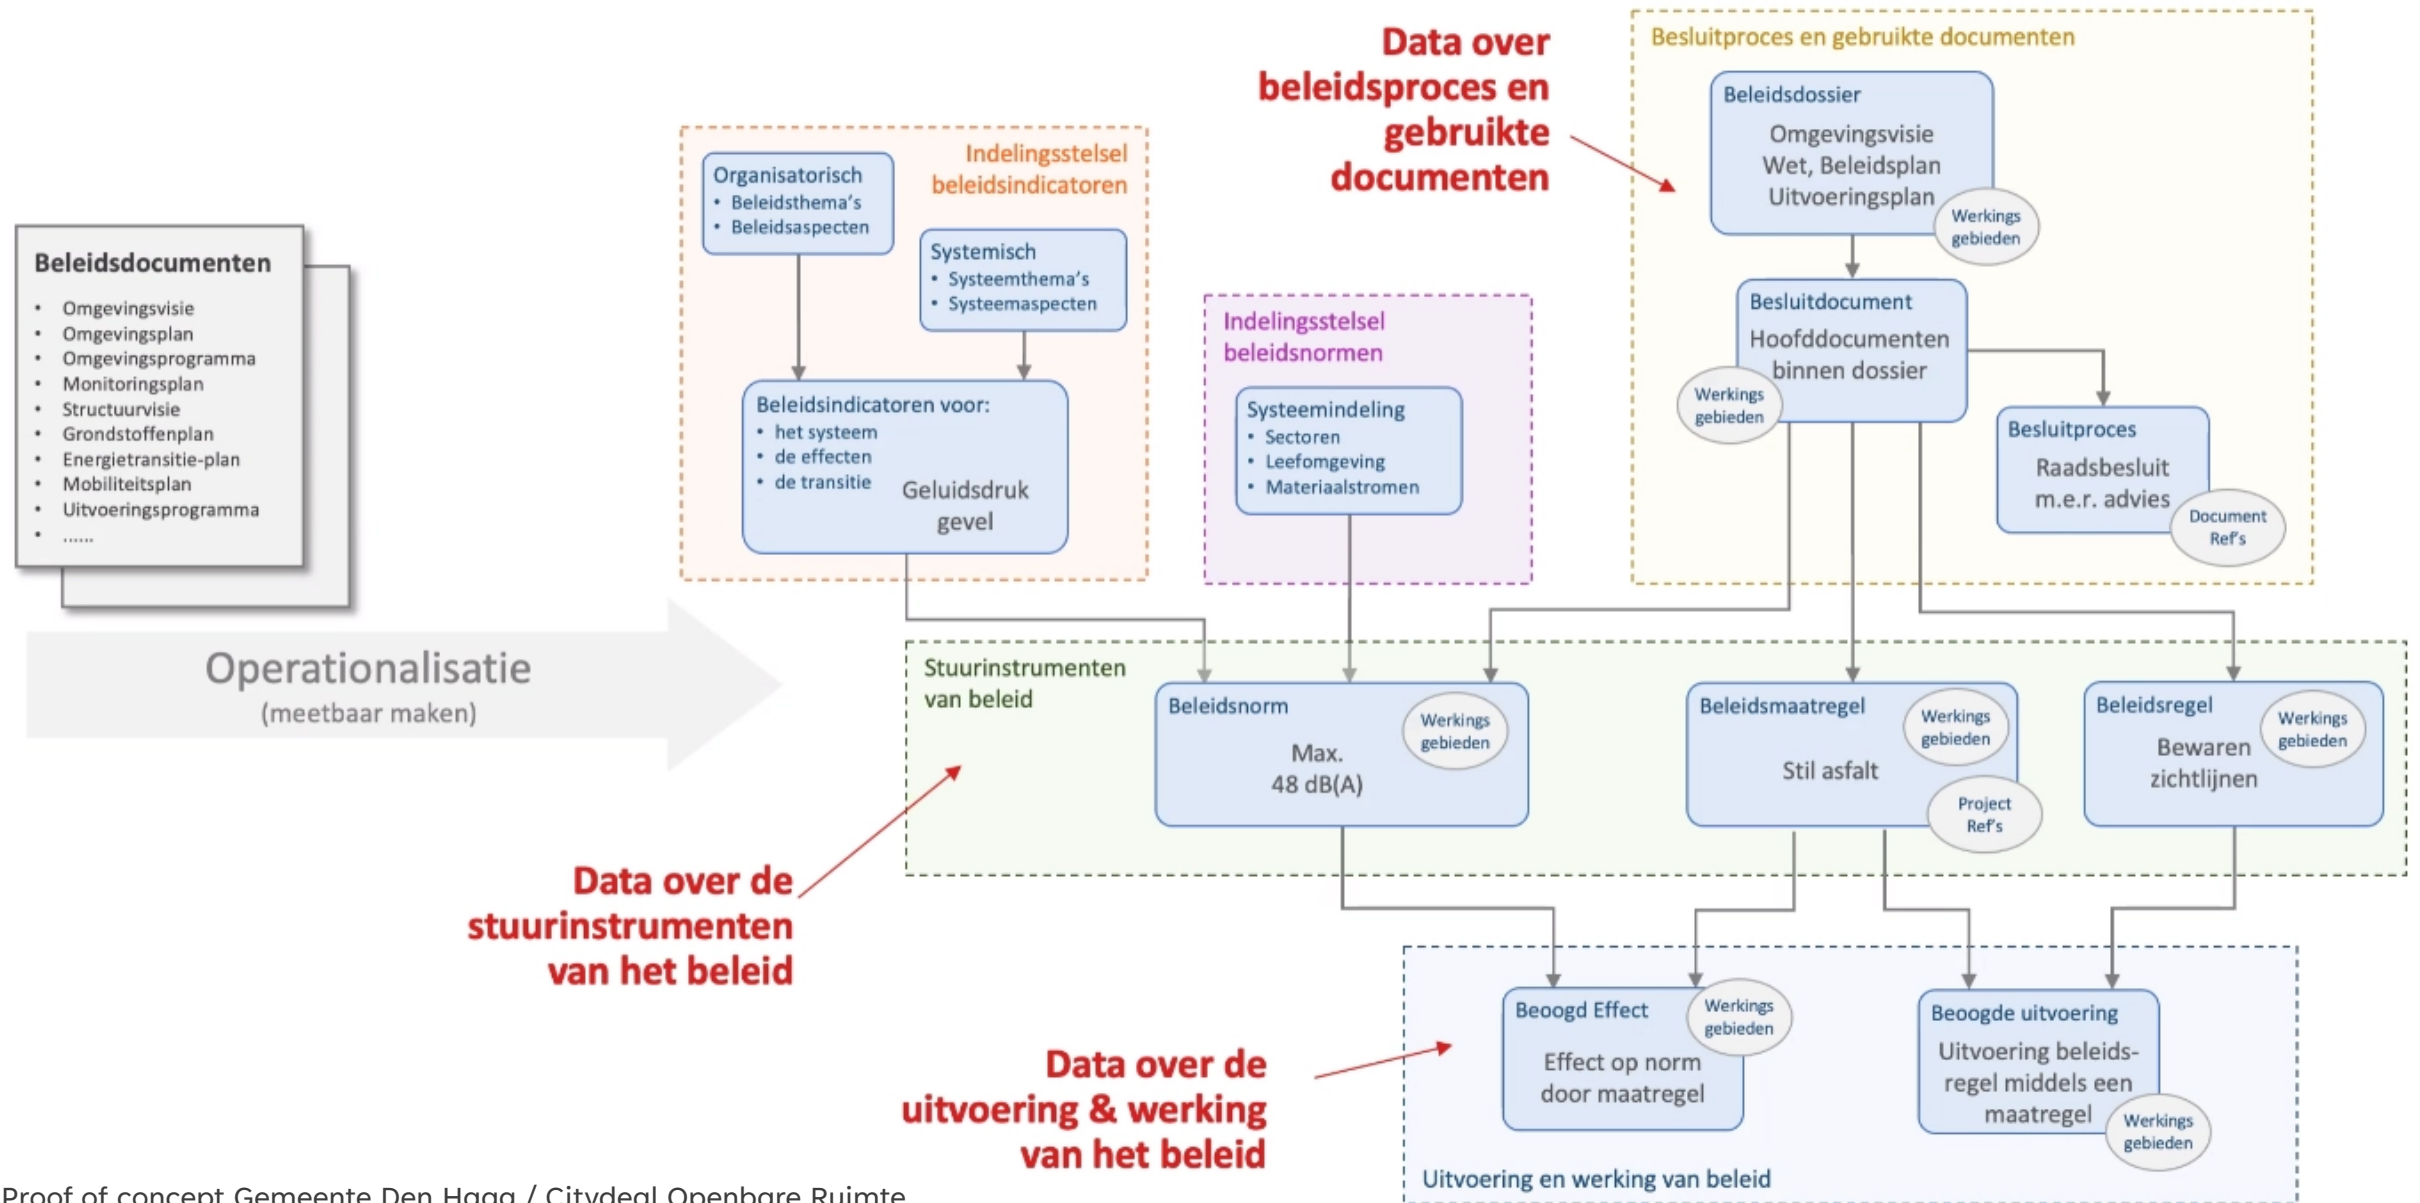 Beleidsdocumenten
• Omgevingsvisie
• Omgevingsplan
• Omgevingsprogramma
• Monitoringsplan
• Structuurvisie
• Grondstoffenplan
• Energietransitie-plan
• Mobiliteitsplan
• Uitvoeringsprogramma
• ......
Operationalisatie
(meetbaar maken)
Indelingsstelsel
beleidsindicatoren
Organisatorisch
• Beleidsthema's
• Beleidsaspecten
Systemisch
• Systeemthema's
• Systeemaspecten
Beleidsindicatoren voor:
• het systeem
• de effecten
• de transitie
Geluidsdruk
gevel
Indelingsstelsel
beleidsnormen
Systeemindeling
• Sectoren
• Leefomgeving
• Materiaalstromen
Data over
beleidsproces en
gebruikte
documenten
Besluitproces en gebruikte documenten
Beleidsdossier
Omgevingsvisie
Wet, Beleidsplan
Uitvoeringsplan
Werkings
gebieden
Besluitdocument
Hoofddocumenten
binnen dossier
Werkings
gebieden
Besluitproces
Raadsbesluit
m.e.r. advies
Document
Ref's
Stuurinstrumenten
van beleid
Beleidsnorm
Max.
48 dB(A)
Werkings
gebieden
Beleidsmaatregel
Stil asfalt
Werkings
gebieden
Project
Ref's
Beleidsregel
Bewaren
zichtlijnen
Werkings
gebieden
Data over de
stuurinstrumenten
van het beleid
Data over de
uitvoering & werking
van het beleid
Beoogd Effect
Effect op norm
door maatregel
Werkings
gebieden
Beoogde uitvoering
Uitvoering beleids-
regel middels een
maatregel
Werkings
gebieden
Uitvoering en werking van beleid
Proof of concept Gemeente Den Haag / Citydeal Openbare Ruimte